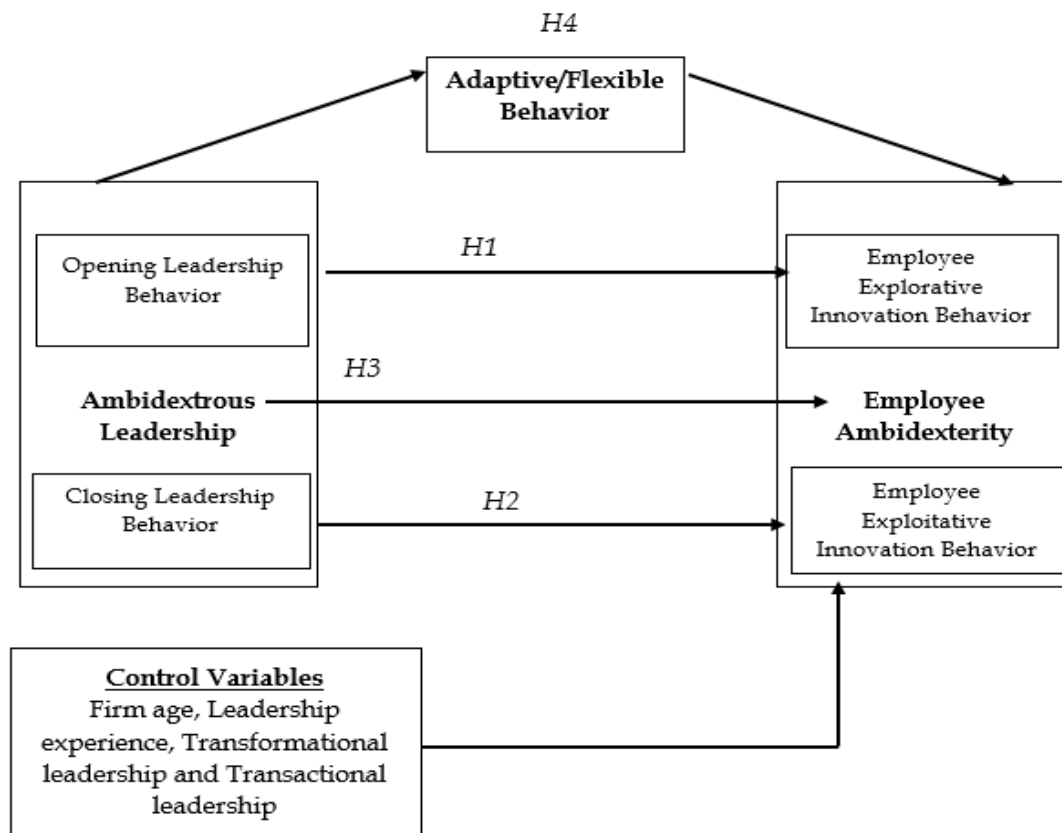 H4
Adaptive/Flexible
Behavior
Opening Leadership
Behavior
H1
Employee
Explorative
Innovation Behavior
H3
Ambidextrous
Leadership
Employee
Ambidexterity
Closing Leadership
Behavior
H2
Employee
Exploitative
Innovation Behavior
Control Variables
Firm age, Leadership
experience, Transformational
leadership and Transactional
leadership